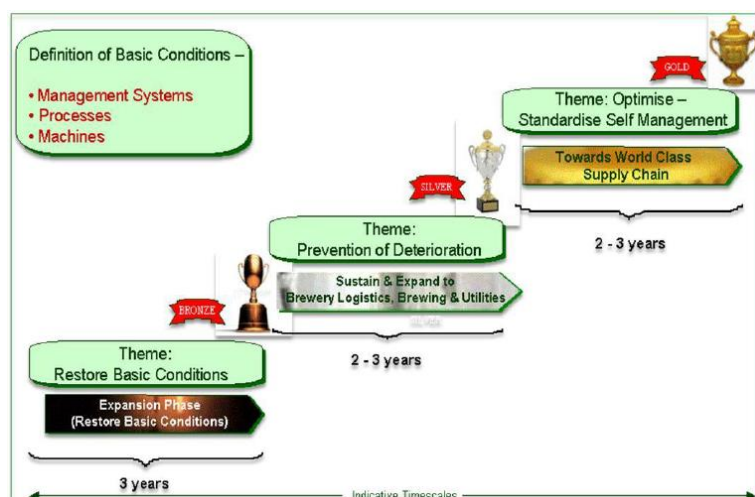 Definition of Basic Conditions –
• Management Systems
• Processes
• Machines
GOLD
Theme: Optimise –
Standardise Self Management
Towards World Class
Supply Chain
2 - 3 years
SILVER
Theme:
Prevention of Deterioration
Sustain & Expand to
Brewery Logistics, Brewing & Utilities
SILVER
2 - 3 years
BRONZE
Theme:
Restore Basic Conditions
Expansion Phase
(Restore Basic Conditions)
3 years
Indicative Timescales